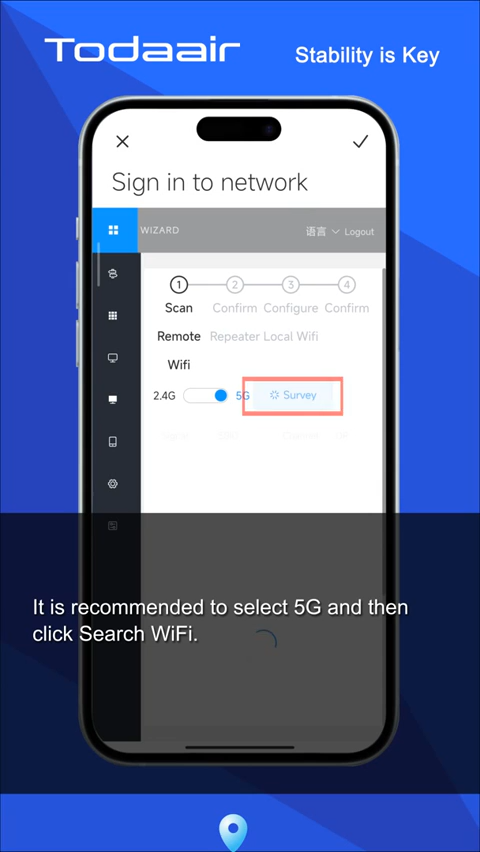 Todaair
Stability is Key
Sign in to network
WIZARD
语言
Logout
1 2 3 4
Scan Confirm Configure Confirm
Remote Repeater Local Wifi
Wifi
2.4G 5G Survey
It is recommended to select 5G and then
click Search WiFi.